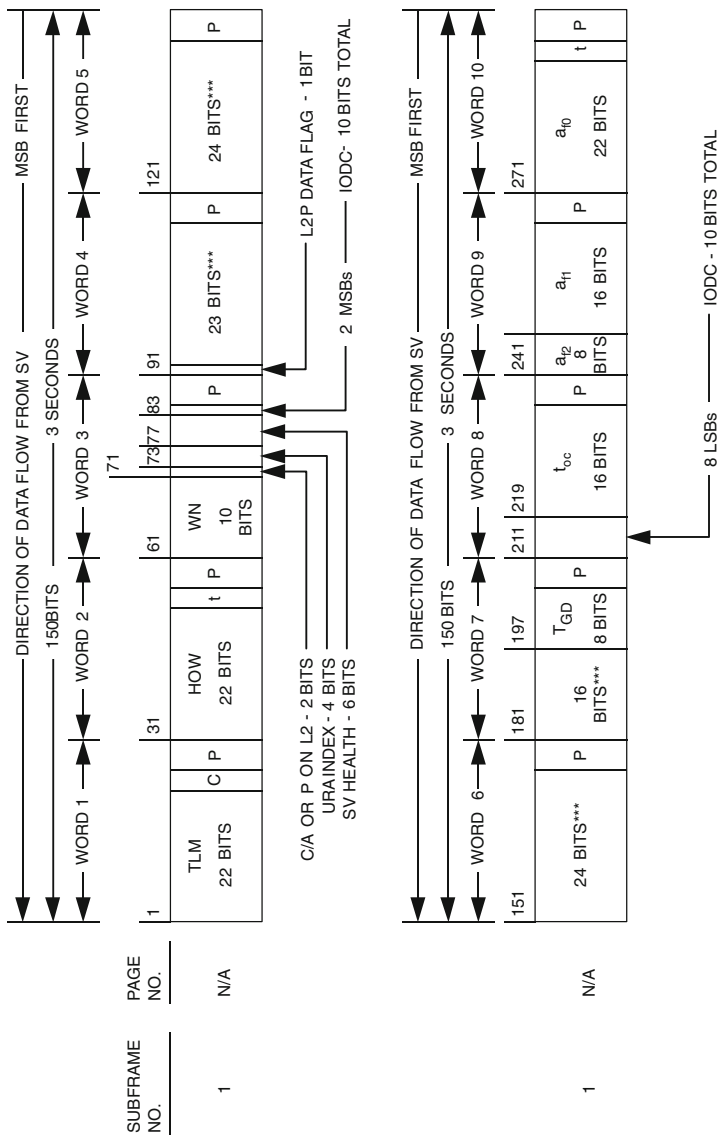 SUBFRAME NO.
PAGE NO.
DIRECTION OF DATA FLOW FROM SV
MSB FIRST
150BITS
3 SECONDS
WORD 1
WORD 2
WORD 3
WORD 4
WORD 5
1
31
61
71
73
77
83
91
121
1
N/A
TLM
22 BITS
C
P
HOW
22 BITS
t
P
WN
10
BITS
P
23 BITS***
P
24 BITS***
P
C/A OR P ON L2 - 2 BITS
URAINDEX - 4 BITS
SV HEALTH - 6 BITS
L2P DATA FLAG - 1BIT
2 MSBs
IODC- 10 BITS TOTAL
DIRECTION OF DATA FLOW FROM SV
MSB FIRST
150 BITS
3 SECONDS
WORD 6
WORD 7
WORD 8
WORD 9
WORD 10
151
181
197
211
219
241
271
1
N/A
24 BITS***
P
16
BITS***
TGD
8 BITS
P
toc
16 BITS
P
af2
8
BITS
af1
16 BITS
P
af0
22 BITS
t
P
8 LSBs
IODC - 10 BITS TOTAL